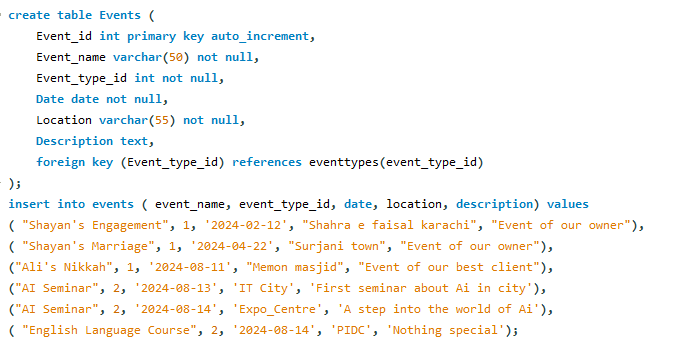 create table Events (
Event_id int primary key auto_increment,
Event_name varchar(50) not null,
Event_type_id int not null,
Date date not null,
Location varchar(55) not null,
Description text,
foreign key (Event_type_id) references eventtypes(event_type_id)
);
insert into events ( event_name, event_type_id, date, location, description) values
( "Shayan's Engagement", 1, '2024-02-12', "Shahra e faisal karachi", "Event of our owner"),
( "Shayan's Marriage", 1, '2024-04-22', "Surjani town", "Event of our owner"),
("Ali's Nikkah", 1, '2024-08-11', "Memon masjid", "Event of our best client"),
("AI Seminar", 2, '2024-08-13', 'IT City', 'First seminar about Ai in city'),
("AI Seminar", 2, '2024-08-14', 'Expo_Centre', 'A step into the world of Ai'),
( "English Language Course", 2, '2024-08-14', 'PIDC', 'Nothing special');